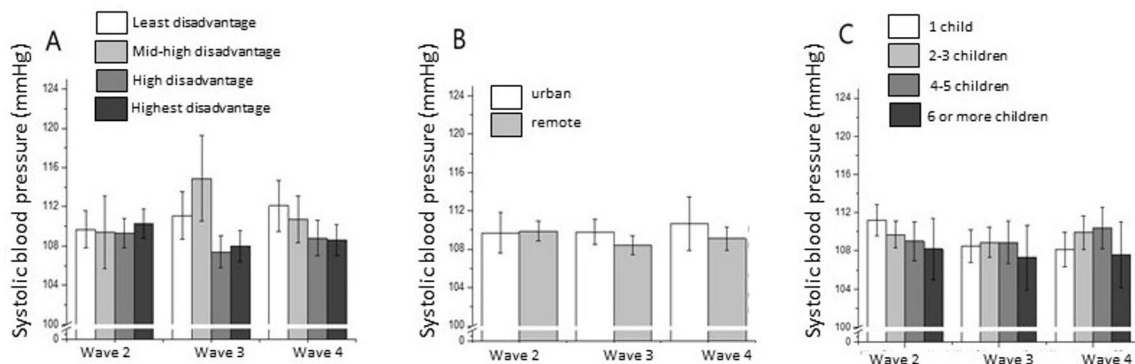 A
Least disadvantage
Mid-high disadvantage
High disadvantage
Highest disadvantage
Systolic blood pressure (mmHg)
124
120
116
112
108
104
100
0
Wave 2
Wave 3
Wave 4
B
urban
remote
Systolic blood pressure (mmHg)
124
120
116
112
108
104
100
0
Wave 2
Wave 3
Wave 4
C
1 child
2-3 children
4-5 children
6 or more children
Systolic blood pressure (mmHg)
124
120
116
112
108
104
100
0
Wave 2
Wave 3
Wave 4